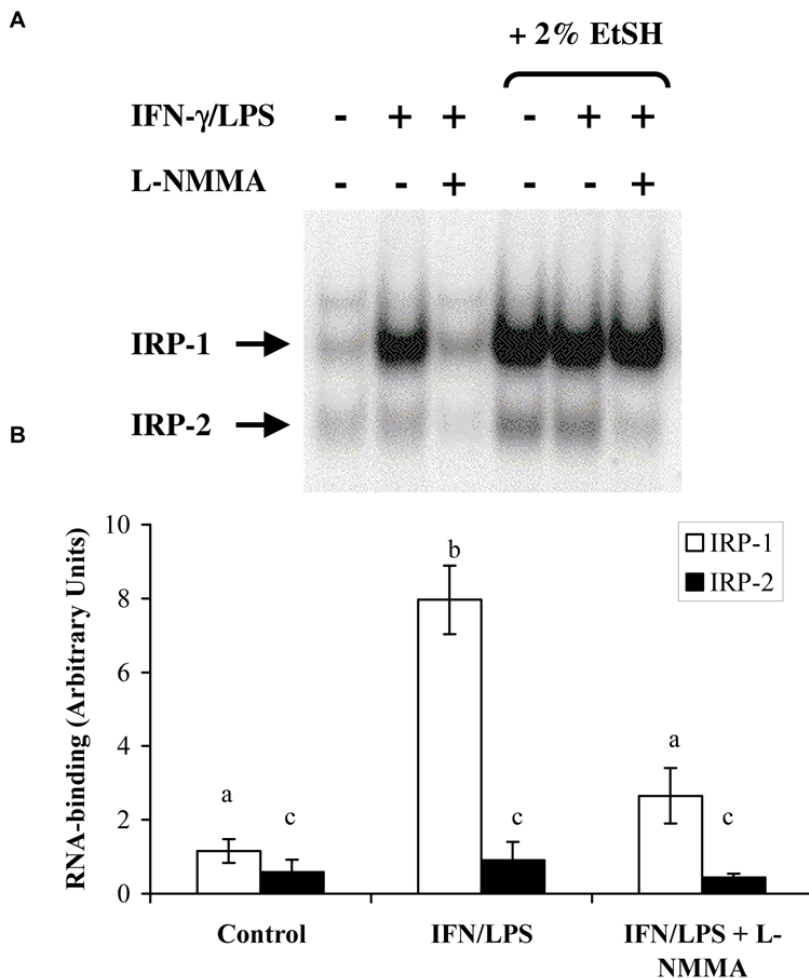 A
+ 2% EtSH
IFN-γ/LPS - + + - + +
L-NMMA - - + - - +
IRP-1
IRP-2
B
RNA-binding (Arbitrary Units)
10
8
6
4
2
0
a
c
b
c
a
c
IRP-1
IRP-2
Control
IFN/LPS
IFN/LPS + L-
NMMA